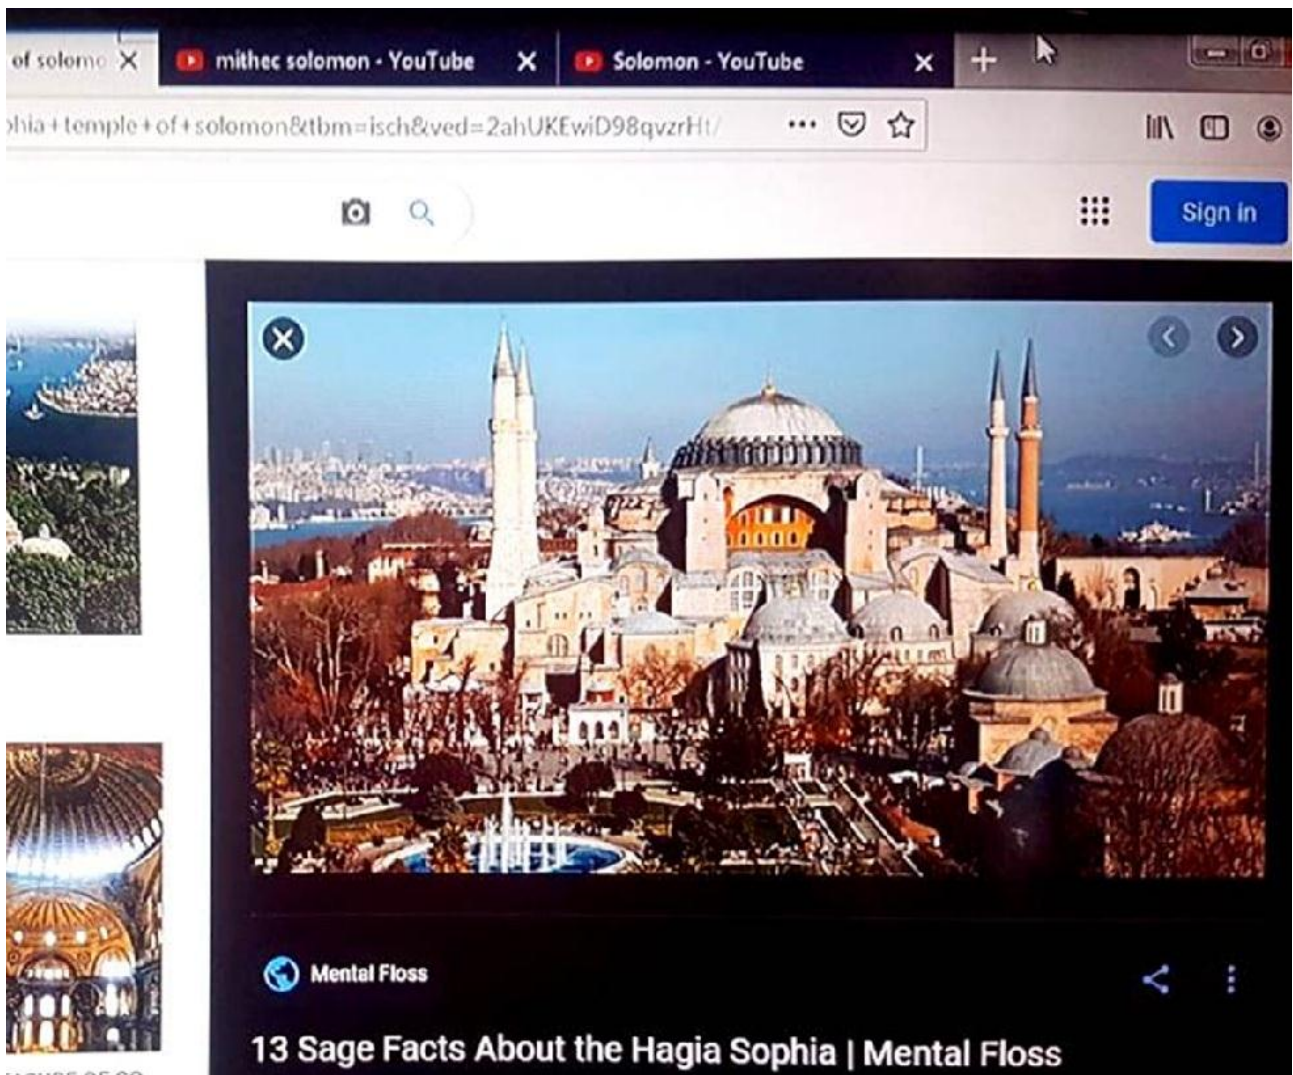 of solomo
mithec solomon - YouTube
Solomon - YouTube
phia+temple+of+solomon&tbm=isch&ved=2ahUKEwiD98qvzrHt/
Sign in
Mental Floss
13 Sage Facts About the Hagia Sophia | Mental Floss